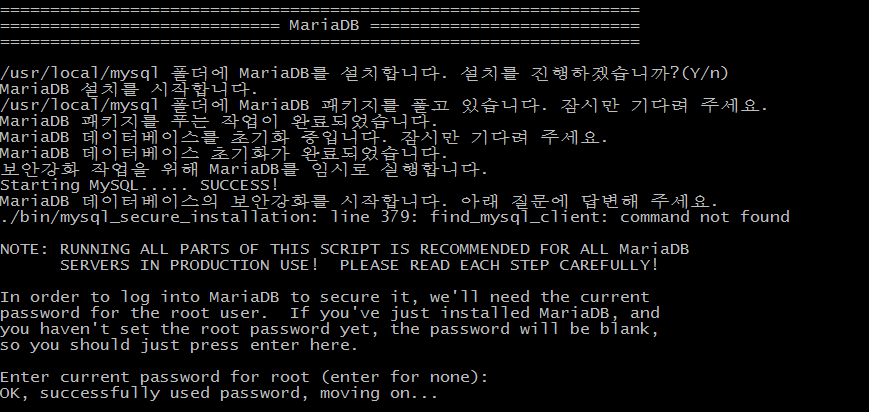 ================================================================
============================ MariaDB ===========================
================================================================
/usr/local/mysql 폴더에 MariaDB를 설치합니다. 설치를 진행하겠습니까?(Y/n)
MariaDB 설치를 시작합니다.
/usr/local/mysql 폴더에 MariaDB 패키지를 풀고 있습니다. 잠시만 기다려 주세요.
MariaDB 패키지를 푸는 작업이 완료되었습니다.
MariaDB 데이터베이스를 초기화 중입니다. 잠시만 기다려 주세요.
MariaDB 데이터베이스 초기화가 완료되었습니다.
보안강화 작업을 위해 MariaDB를 임시로 실행합니다.
Starting MySQL..... SUCCESS!
MariaDB 데이터베이스의 보안강화를 시작합니다. 아래 질문에 답변해 주세요.
./bin/mysql_secure_installation: line 379: find_mysql_client: command not found
NOTE: RUNNING ALL PARTS OF THIS SCRIPT IS RECOMMENDED FOR ALL MariaDB
SERVERS IN PRODUCTION USE!  PLEASE READ EACH STEP CAREFULLY!
In order to log into MariaDB to secure it, we'll need the current
password for the root user.  If you've just installed MariaDB, and
you haven't set the root password yet, the password will be blank,
so you should just press enter here.
Enter current password for root (enter for none):
OK, successfully used password, moving on...